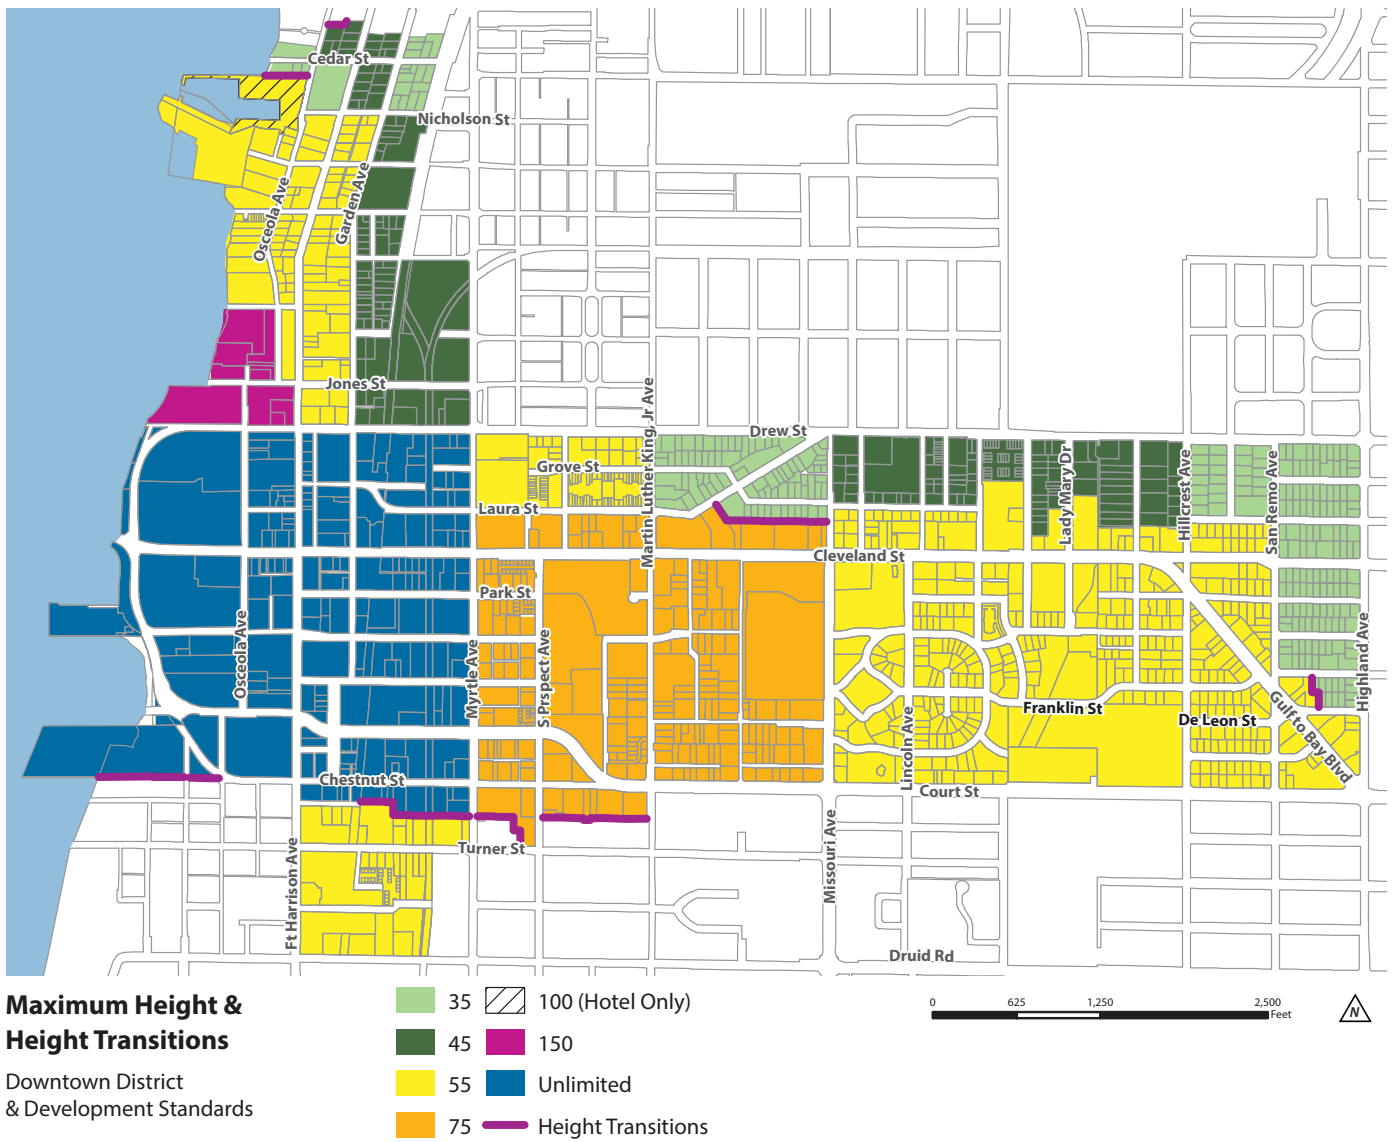 Cedar St
Nicholson St
Osceola Ave
Garden Ave
Jones St
Martin Luther King, Jr Ave
Drew St
Grove St
Laura St
Lady Mary Dr
Hillcrest Ave
San Remo Ave
Cleveland St
Park St
Osceola Ave
Myrtle Ave
S Prspect Ave
Highland Ave
Franklin St
De Leon St
Gulf to Bay Blvd
Lincoln Ave
Chestnut St
Court St
Turner St
Ft Harrison Ave
Missouri Ave
Druid Rd
Maximum Height &
Height Transitions
Downtown District
& Development Standards
35
45
55
75
100 (Hotel Only)
150
Unlimited
Height Transitions
0 625 1,250 2,500
Feet
N